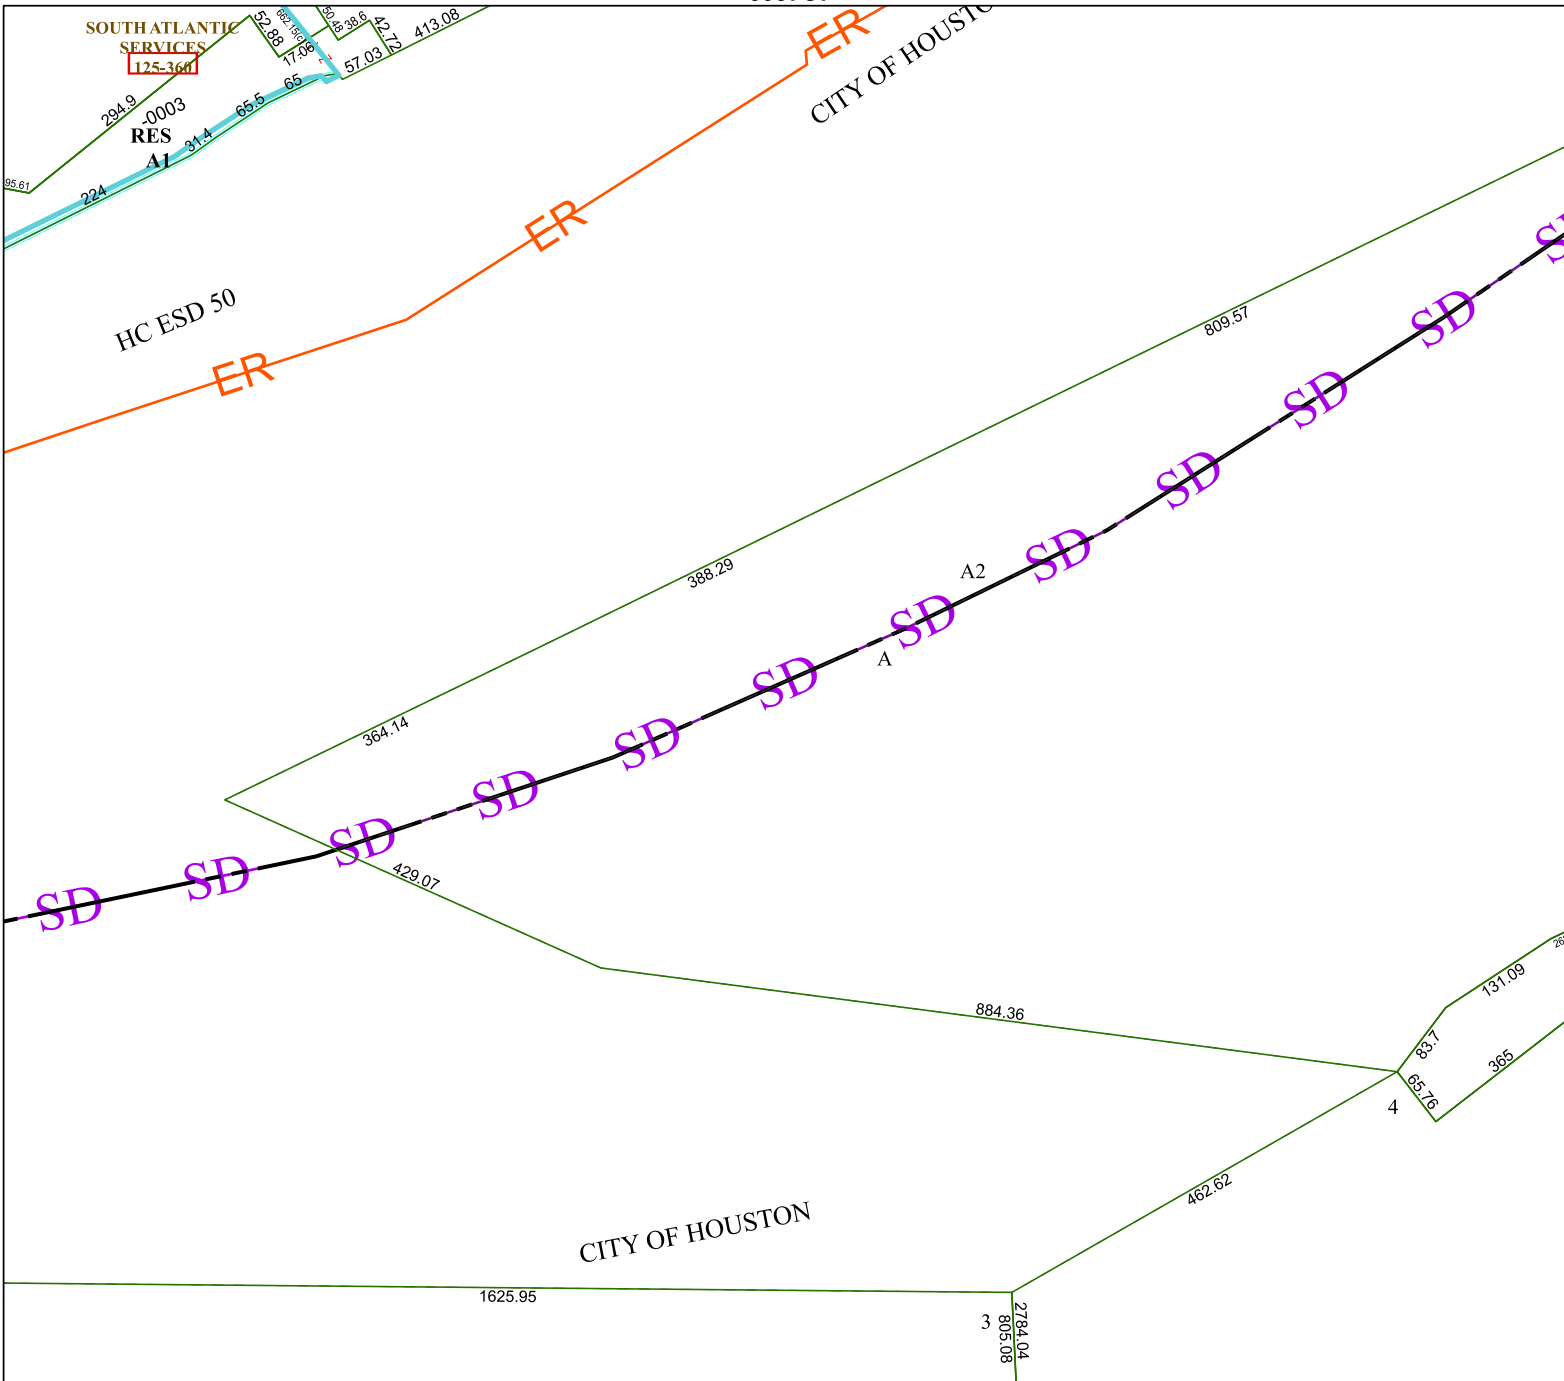 SOUTH ATLANTIC
SERVICES
125-360
52.88
662.15(c)
50.48
38.6
42.72
413.08
17.06
57.03
65
65.5
294.9
-0003
RES
A1
31.4
95.61
224
ER
CITY OF HOUSTO
ER
HC ESD 50
ER
809.57
SD
SD
SD
388.29
A2
SD
SD
A
SD
364.14
SD
SD
SD
SD
429.07
SD
SD
884.36
131.09
83.7
365
65.76
4
462.62
CITY OF HOUSTON
1625.95
3
2784.04
805.08